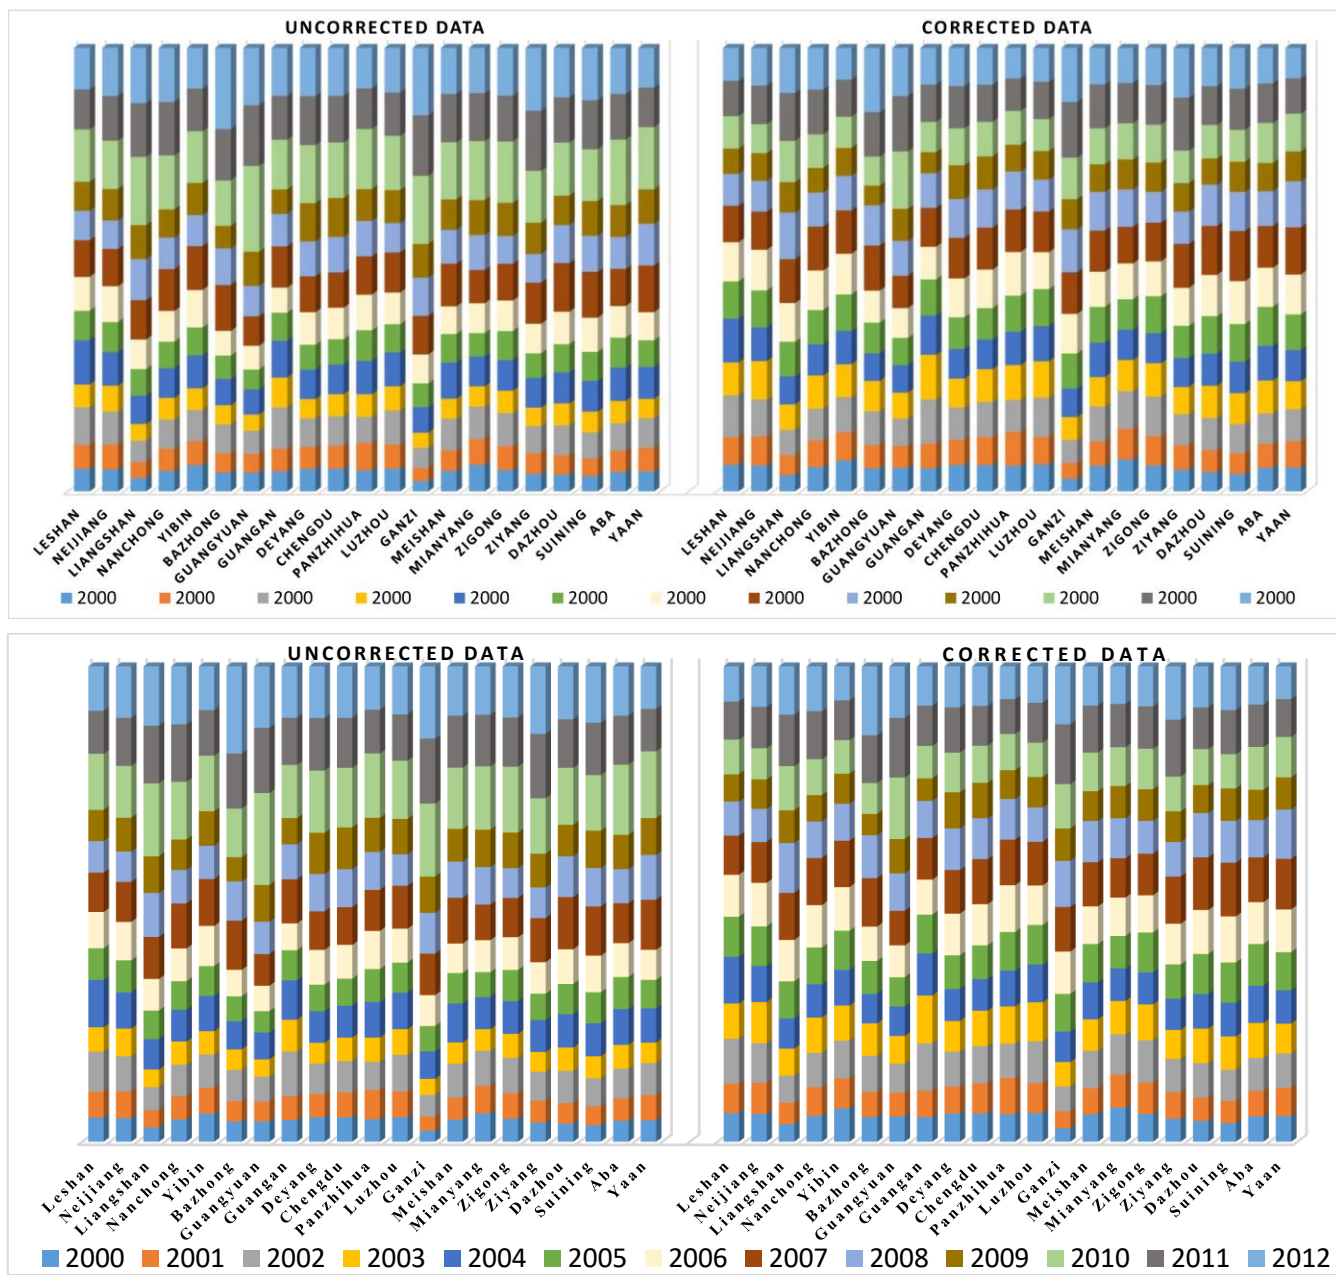 UNCORRECTED DATA
CORRECTED DATA
LESHAN
NEIJIANG
LIANGSHAN
NANCHONG
YIBIN
BAZHONG
GUANGYUAN
GUANGAN
DEYANG
CHENGDU
PANZHIHUA
LUZHOU
GANZI
MEISHAN
MIANYANG
ZIGONG
ZIYANG
DAZHOU
SUINING
ABA
YAAN
LESHAN
NEIJIANG
LIANGSHAN
NANCHONG
YIBIN
BAZHONG
GUANGYUAN
GUANGAN
DEYANG
CHENGDU
PANZHIHUA
LUZHOU
GANZI
MEISHAN
MIANYANG
ZIGONG
ZIYANG
DAZHOU
SUINING
ABA
YAAN
2000 2000 2000 2000 2000 2000 2000 2000 2000 2000 2000 2000 2000
UNCORRECTED DATA
CORRECTED DATA
Leshan
Neijiang
Liangshan
Nanchong
Yibin
Bazhong
Guangyuan
Guangan
Deyang
Chengdu
Panzhihua
Luzhou
Ganzi
Meishan
Mianyang
Zigong
Ziyang
Dazhou
Suining
Aba
Yaan
Leshan
Neijiang
Liangshan
Nanchong
Yibin
Bazhong
Guangyuan
Guangan
Deyang
Chengdu
Panzhihua
Luzhou
Ganzi
Meishan
Mianyang
Zigong
Ziyang
Dazhou
Suining
Aba
Yaan
2000 2001 2002 2003 2004 2005 2006 2007 2008 2009 2010 2011 2012